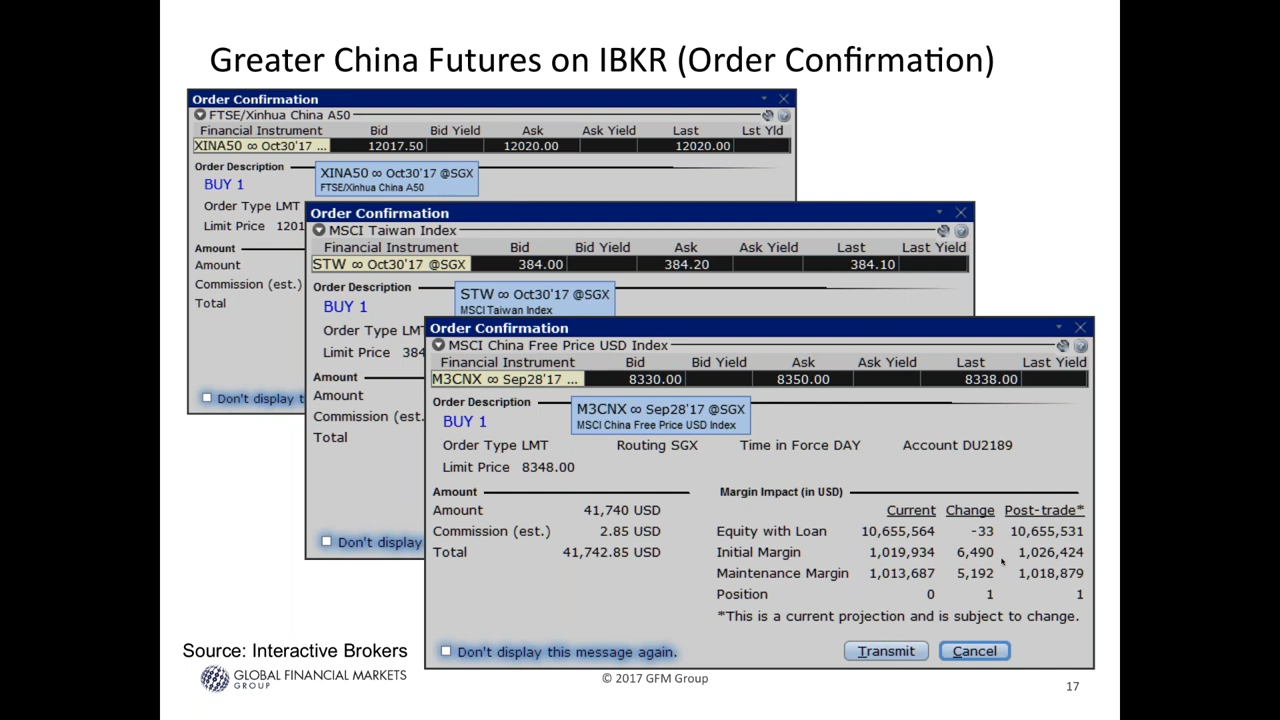 Greater China Futures on IBKR (Order Confirmation)
Order Confirmation
FTSE/Xinhua China A50
Financial Instrument Bid Bid Yield Ask Ask Yield Last Lst Yld
XINA50 ∞ Oct30'17 ... 12017.50 12020.00 12020.00
Order Description
XINA50 ∞ Oct30'17 @SGX
FTSE/Xinhua China A50
BUY 1
Order Type LMT
Limit Price 1201
Amount
Amount
Commission (est.)
Total
Don't display t
Order Confirmation
MSCI Taiwan Index
Financial Instrument Bid Bid Yield Ask Ask Yield Last Last Yield
STW ∞ Oct30'17 @SGX 384.00 384.20 384.10
Order Description
STW ∞ Oct30'17 @SGX
MSCI Taiwan Index
BUY 1
Order Type LMT
Limit Price 384
Amount
Amount
Commission (est.
Total
Don't display
Order Confirmation
MSCI China Free Price USD Index
Financial Instrument Bid Bid Yield Ask Ask Yield Last Last Yield
M3CNX ∞ Sep28'17 ... 8330.00 8350.00 8338.00
Order Description
M3CNX ∞ Sep28'17 @SGX
MSCI China Free Price USD Index
BUY 1
Order Type LMT Routing SGX Time in Force DAY Account DU2189
Limit Price 8348.00
Amount
Amount 41,740 USD
Commission (est.) 2.85 USD
Total 41,742.85 USD
Margin Impact (in USD)
Current Change Post-trade*
Equity with Loan 10,655,564 -33 10,655,531
Initial Margin 1,019,934 6,490 1,026,424
Maintenance Margin 1,013,687 5,192 1,018,879
Position 0 1 1
*This is a current projection and is subject to change.
Don't display this message again.
Transmit Cancel
Source: Interactive Brokers
GLOBAL FINANCIAL MARKETS
GROUP
© 2017 GFM Group
17